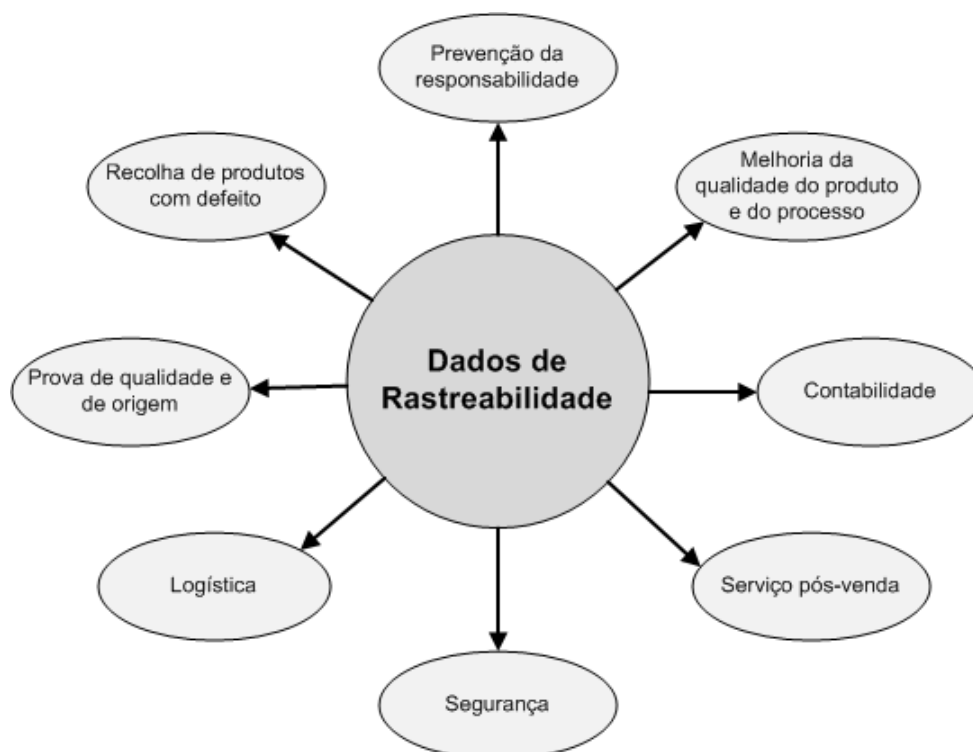 Prevenção da
responsabilidade
Recolha de produtos
com defeito
Melhoria da
qualidade do produto
e do processo
Dados de
Rastreabilidade
Prova de qualidade e
de origem
Contabilidade
Logística
Serviço pós-venda
Segurança